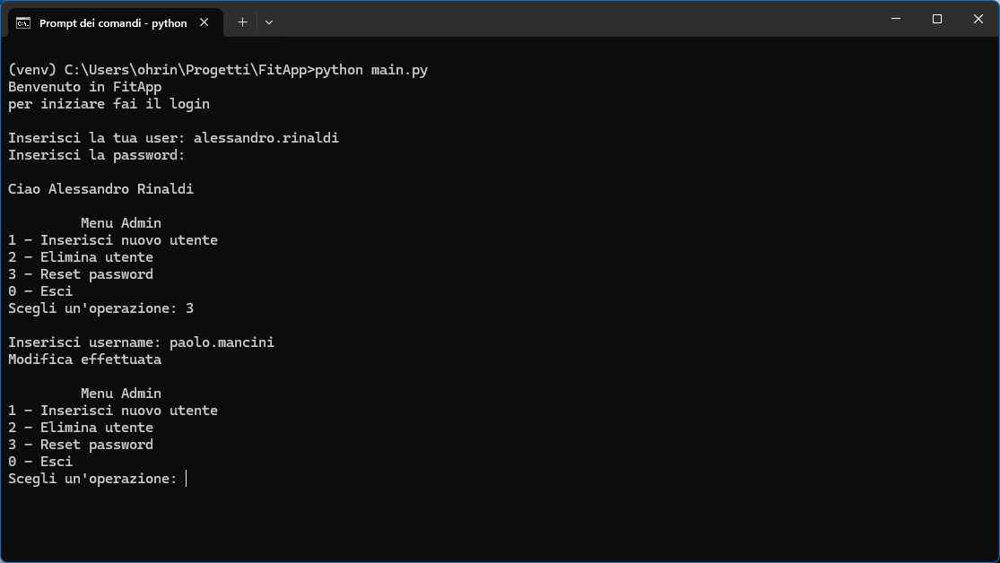 Prompt dei comandi - python
(venv) C:\Users\ohrin\Progetti\FitApp>python main.py
Benvenuto in FitApp
per iniziare fai il login
Inserisci la tua user: alessandro.rinaldi
Inserisci la password:
Ciao Alessandro Rinaldi
Menu Admin
1 - Inserisci nuovo utente
2 - Elimina utente
3 - Reset password
0 - Esci
Scegli un'operazione: 3
Inserisci username: paolo.mancini
Modifica effettuata
Menu Admin
1 - Inserisci nuovo utente
2 - Elimina utente
3 - Reset password
0 - Esci
Scegli un'operazione: